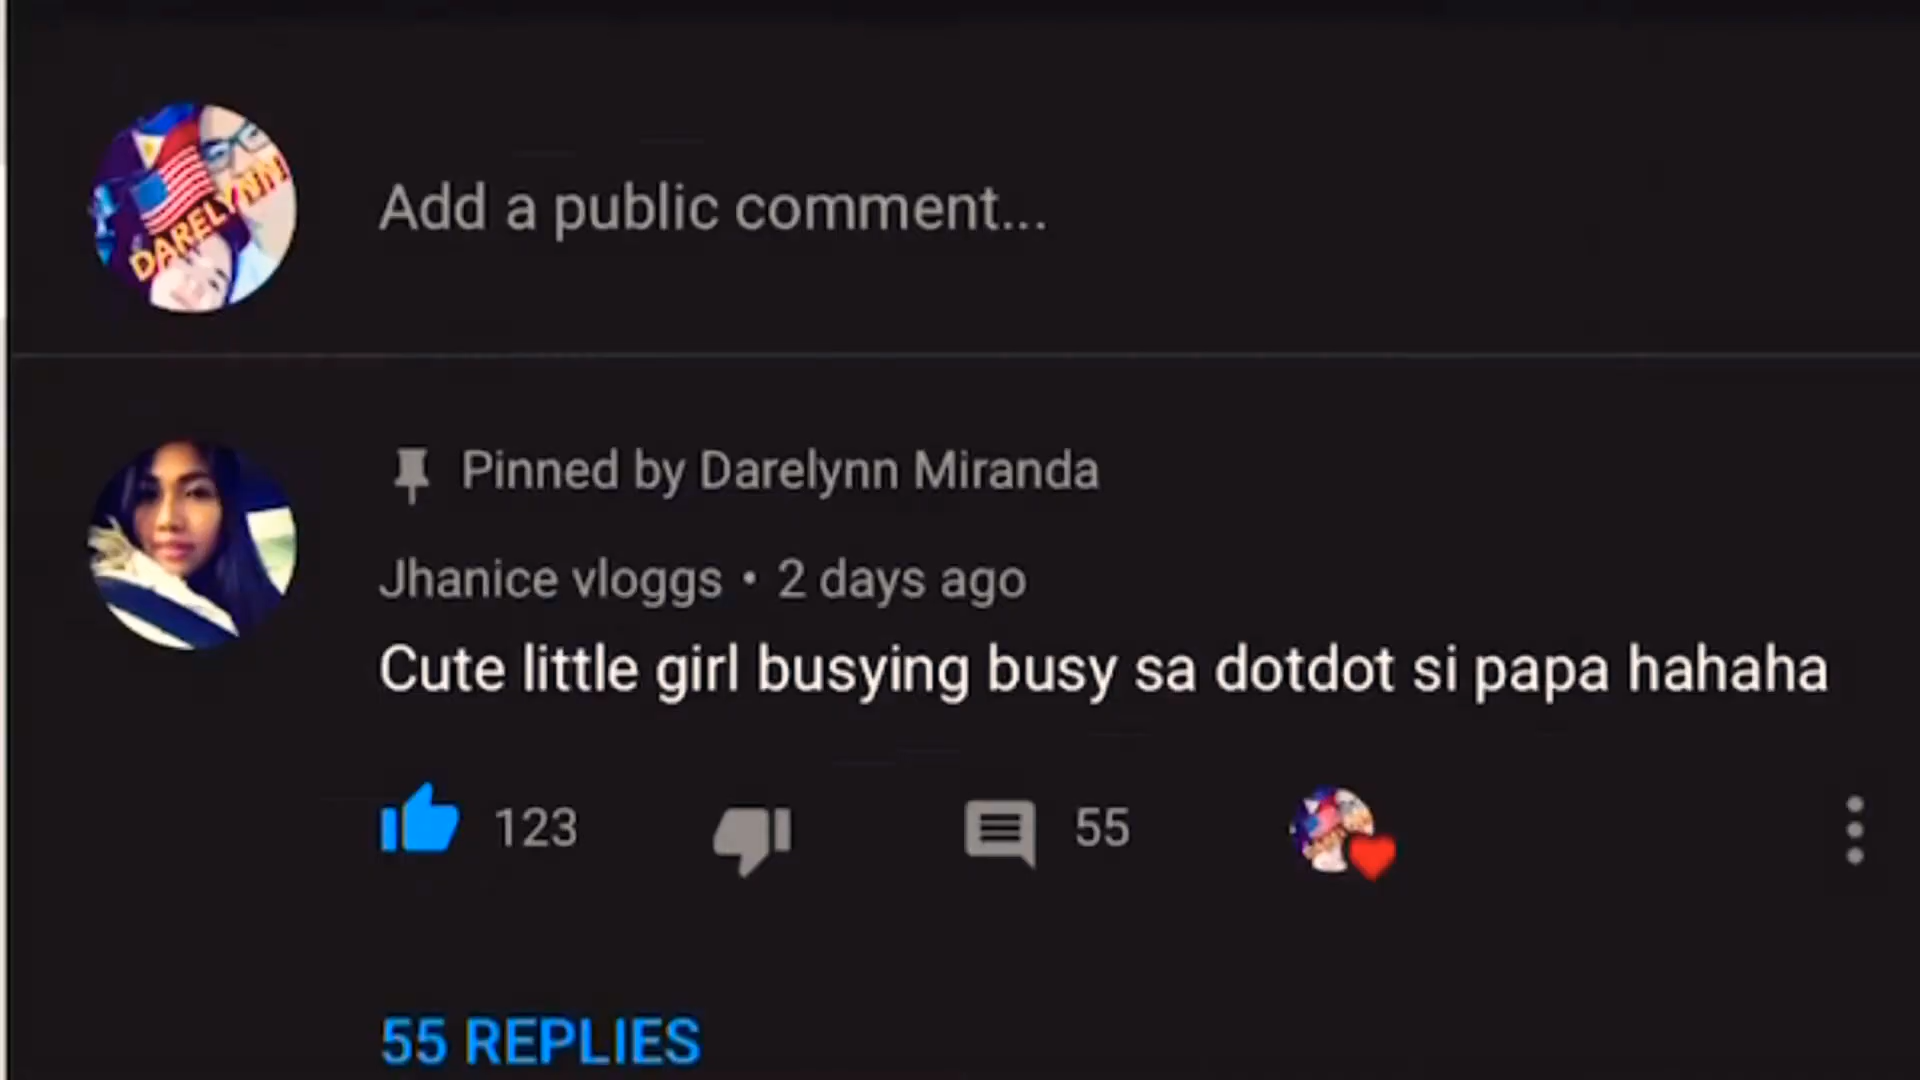 DARELYNN
Add a public comment...
Pinned by Darelynn Miranda
Jhanice vloggs • 2 days ago
Cute little girl busying busy sa dotdot si papa hahaha
123
55
55 REPLIES